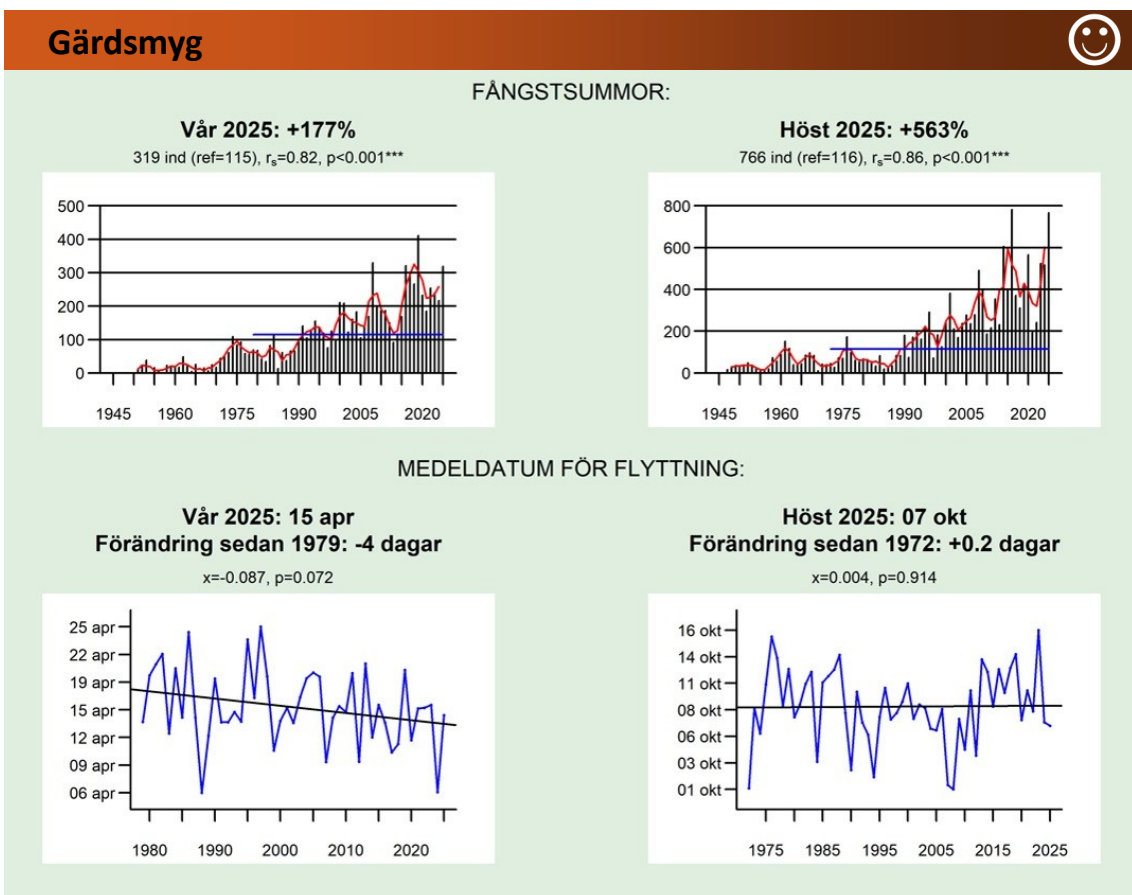 Gärdsmyg
FÅNGSTSUMMOR:
Vår 2025: +177%
319 ind (ref=115), rₛ=0.82, p<0.001***
500
400
300
200
100
0
1945 1960 1975 1990 2005 2020
Höst 2025: +563%
766 ind (ref=116), rₛ=0.86, p<0.001***
800
600
400
200
0
1945 1960 1975 1990 2005 2020
MEDELDATUM FÖR FLYTTNING:
Vår 2025: 15 apr
Förändring sedan 1979: -4 dagar
x=-0.087, p=0.072
25 apr
22 apr
19 apr
15 apr
12 apr
09 apr
06 apr
1980 1990 2000 2010 2020
Höst 2025: 07 okt
Förändring sedan 1972: +0.2 dagar
x=0.004, p=0.914
16 okt
14 okt
11 okt
08 okt
06 okt
03 okt
01 okt
1975 1985 1995 2005 2015 2025